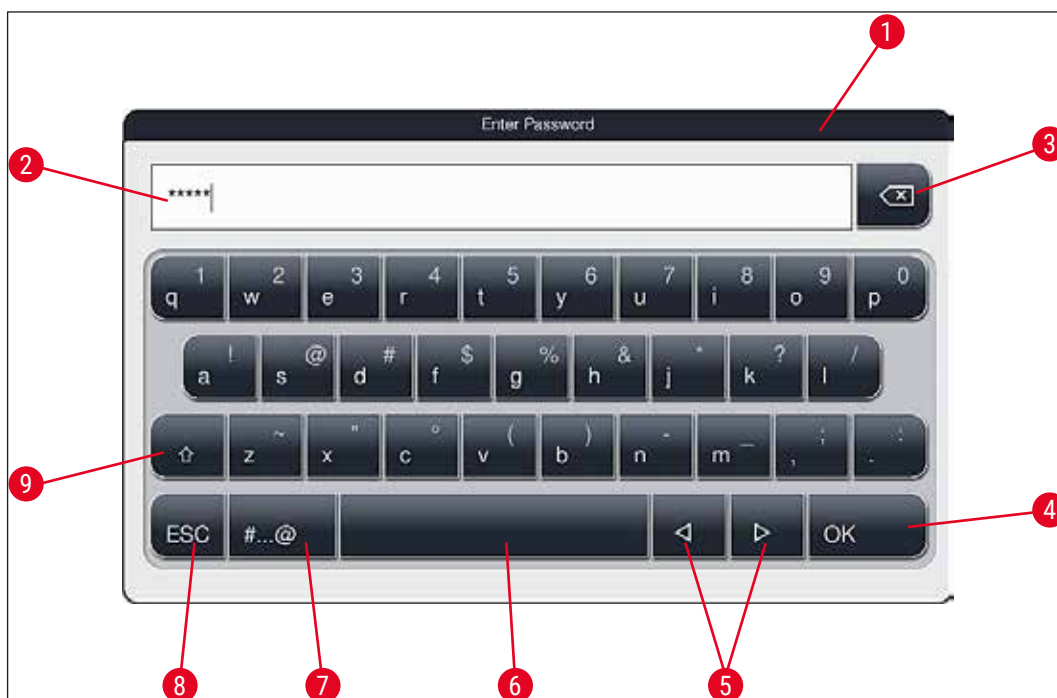 1
Enter Password
2
*****
3
1 2 3 4 5 6 7 8 9 0
q w e r t y u i o p
! @ # $ % & * ? /
a s d f g h j k l
~ " ° ( ) - _ ; :
z x c v b n m , .
9
ESC #...@ OK
4
8 7 6 5